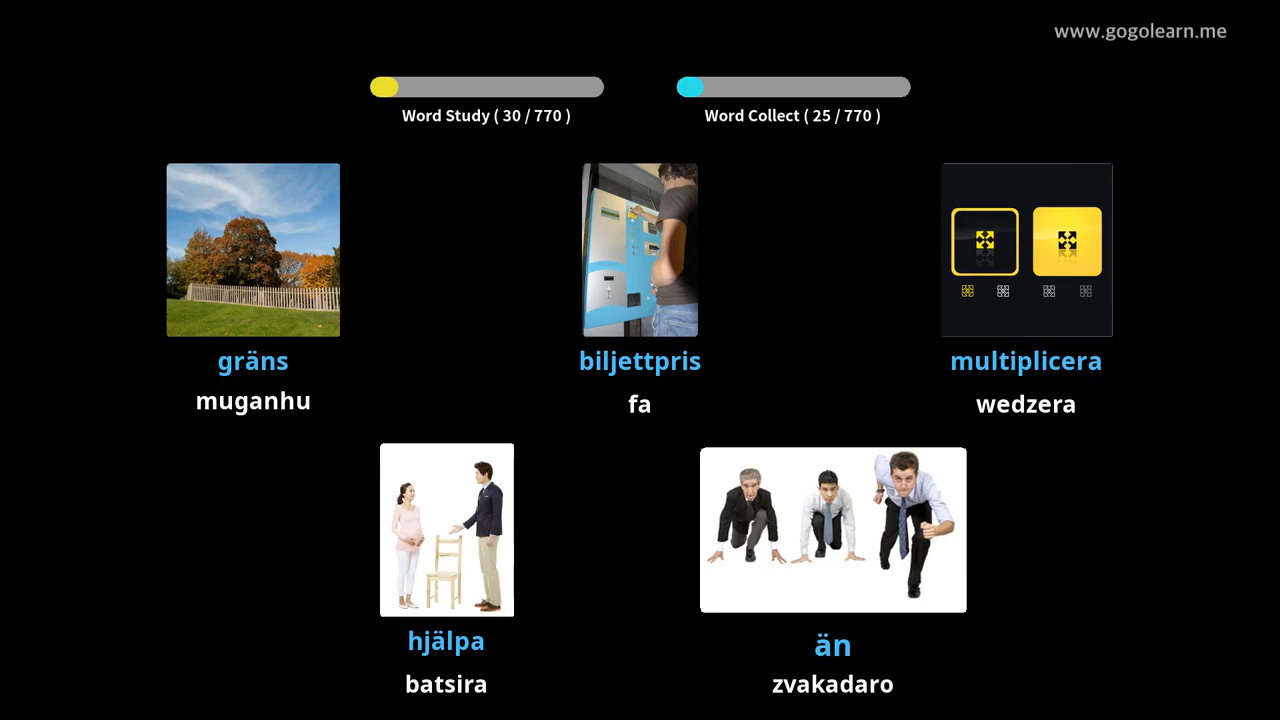 www.gogolearn.me
Word Study ( 30 / 770 )
Word Collect ( 25 / 770 )
gräns
biljettpris
multiplicera
muganhu
fa
wedzera
hjälpa
än
batsira
zvakadaro